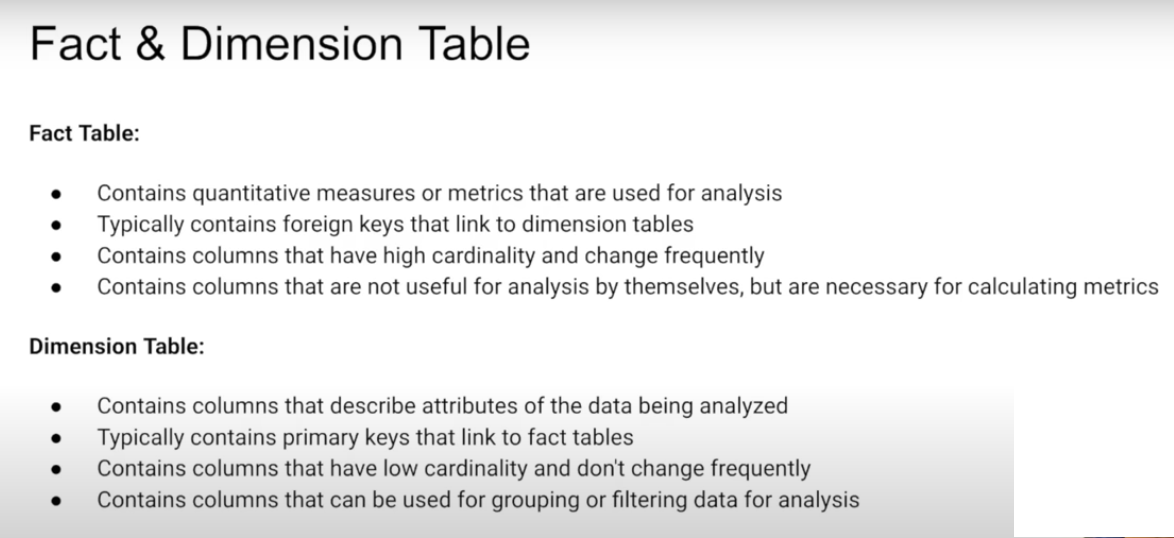 Fact & Dimension Table
Fact Table:
● Contains quantitative measures or metrics that are used for analysis
● Typically contains foreign keys that link to dimension tables
● Contains columns that have high cardinality and change frequently
● Contains columns that are not useful for analysis by themselves, but are necessary for calculating metrics
Dimension Table:
● Contains columns that describe attributes of the data being analyzed
● Typically contains primary keys that link to fact tables
● Contains columns that have low cardinality and don't change frequently
● Contains columns that can be used for grouping or filtering data for analysis